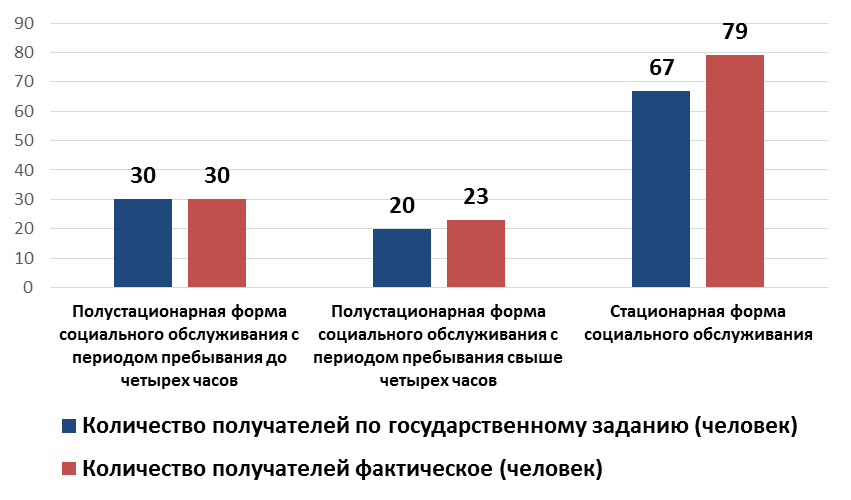 90
80
70
60
50
40
30
20
10
0
30
30
20
23
67
79
Полустационарная форма
социального обслуживания с
периодом пребывания до
четырех часов
Полустационарная форма
социального обслуживания с
периодом пребывания свыше
четырех часов
Стационарная форма
социального обслуживания
Количество получателей по государственному заданию (человек)
Количество получателей фактическое (человек)